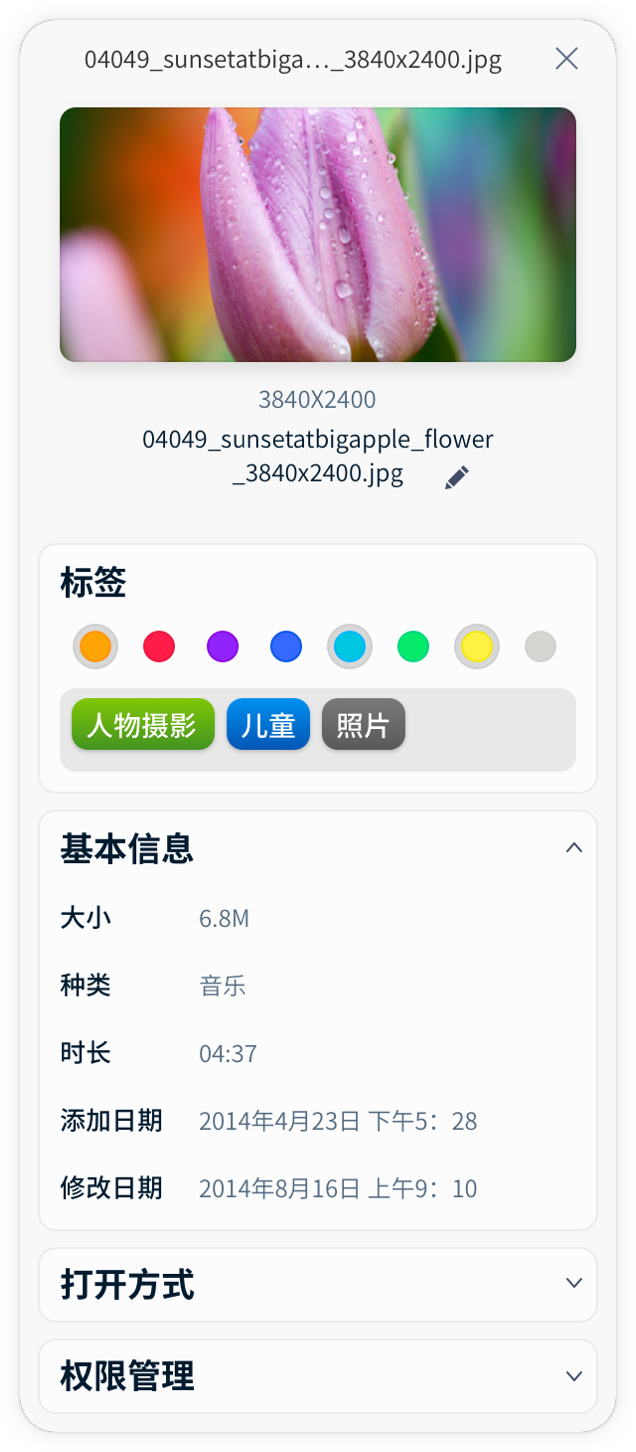 04049_sunsetatbiga…_3840x2400.jpg
3840X2400
04049_sunsetatbigapple_flower
_3840x2400.jpg
标签
人物摄影 儿童 照片
基本信息
大小 6.8M
种类 音乐
时长 04:37
添加日期 2014年4月23日 下午5：28
修改日期 2014年8月16日 上午9：10
打开方式
权限管理